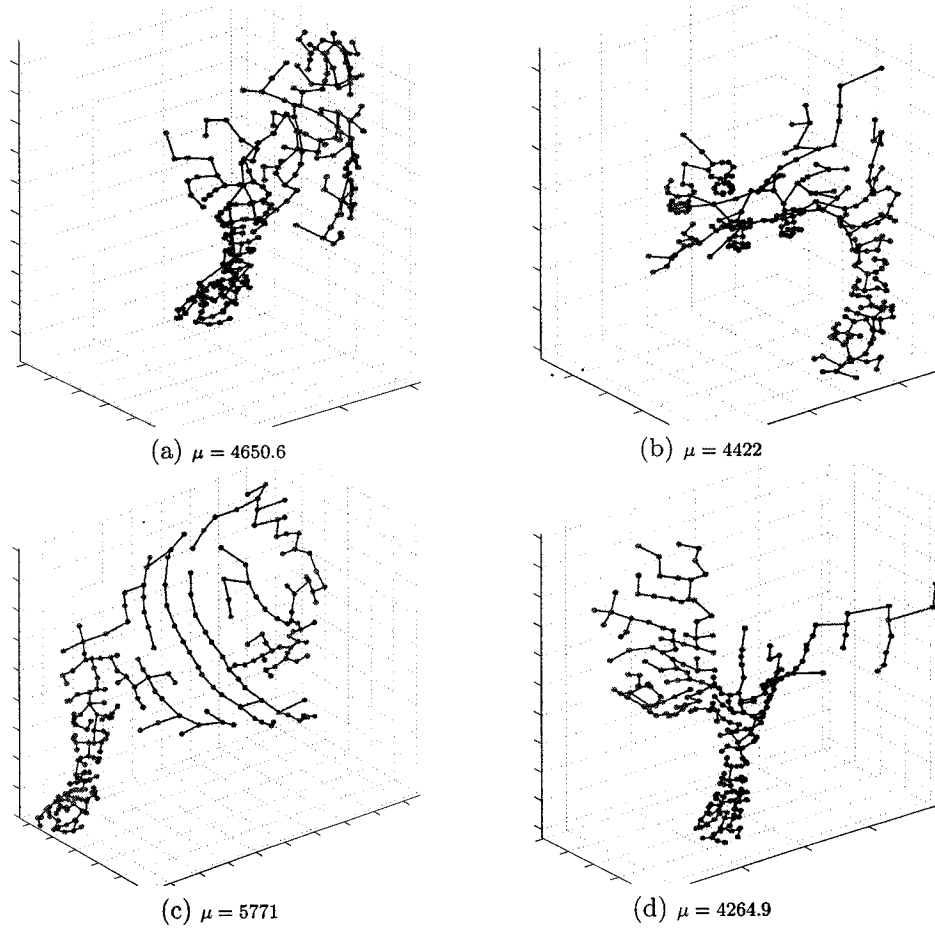 (a) μ = 4650.6
(b) μ = 4422
(c) μ = 5771
(d) μ = 4264.9